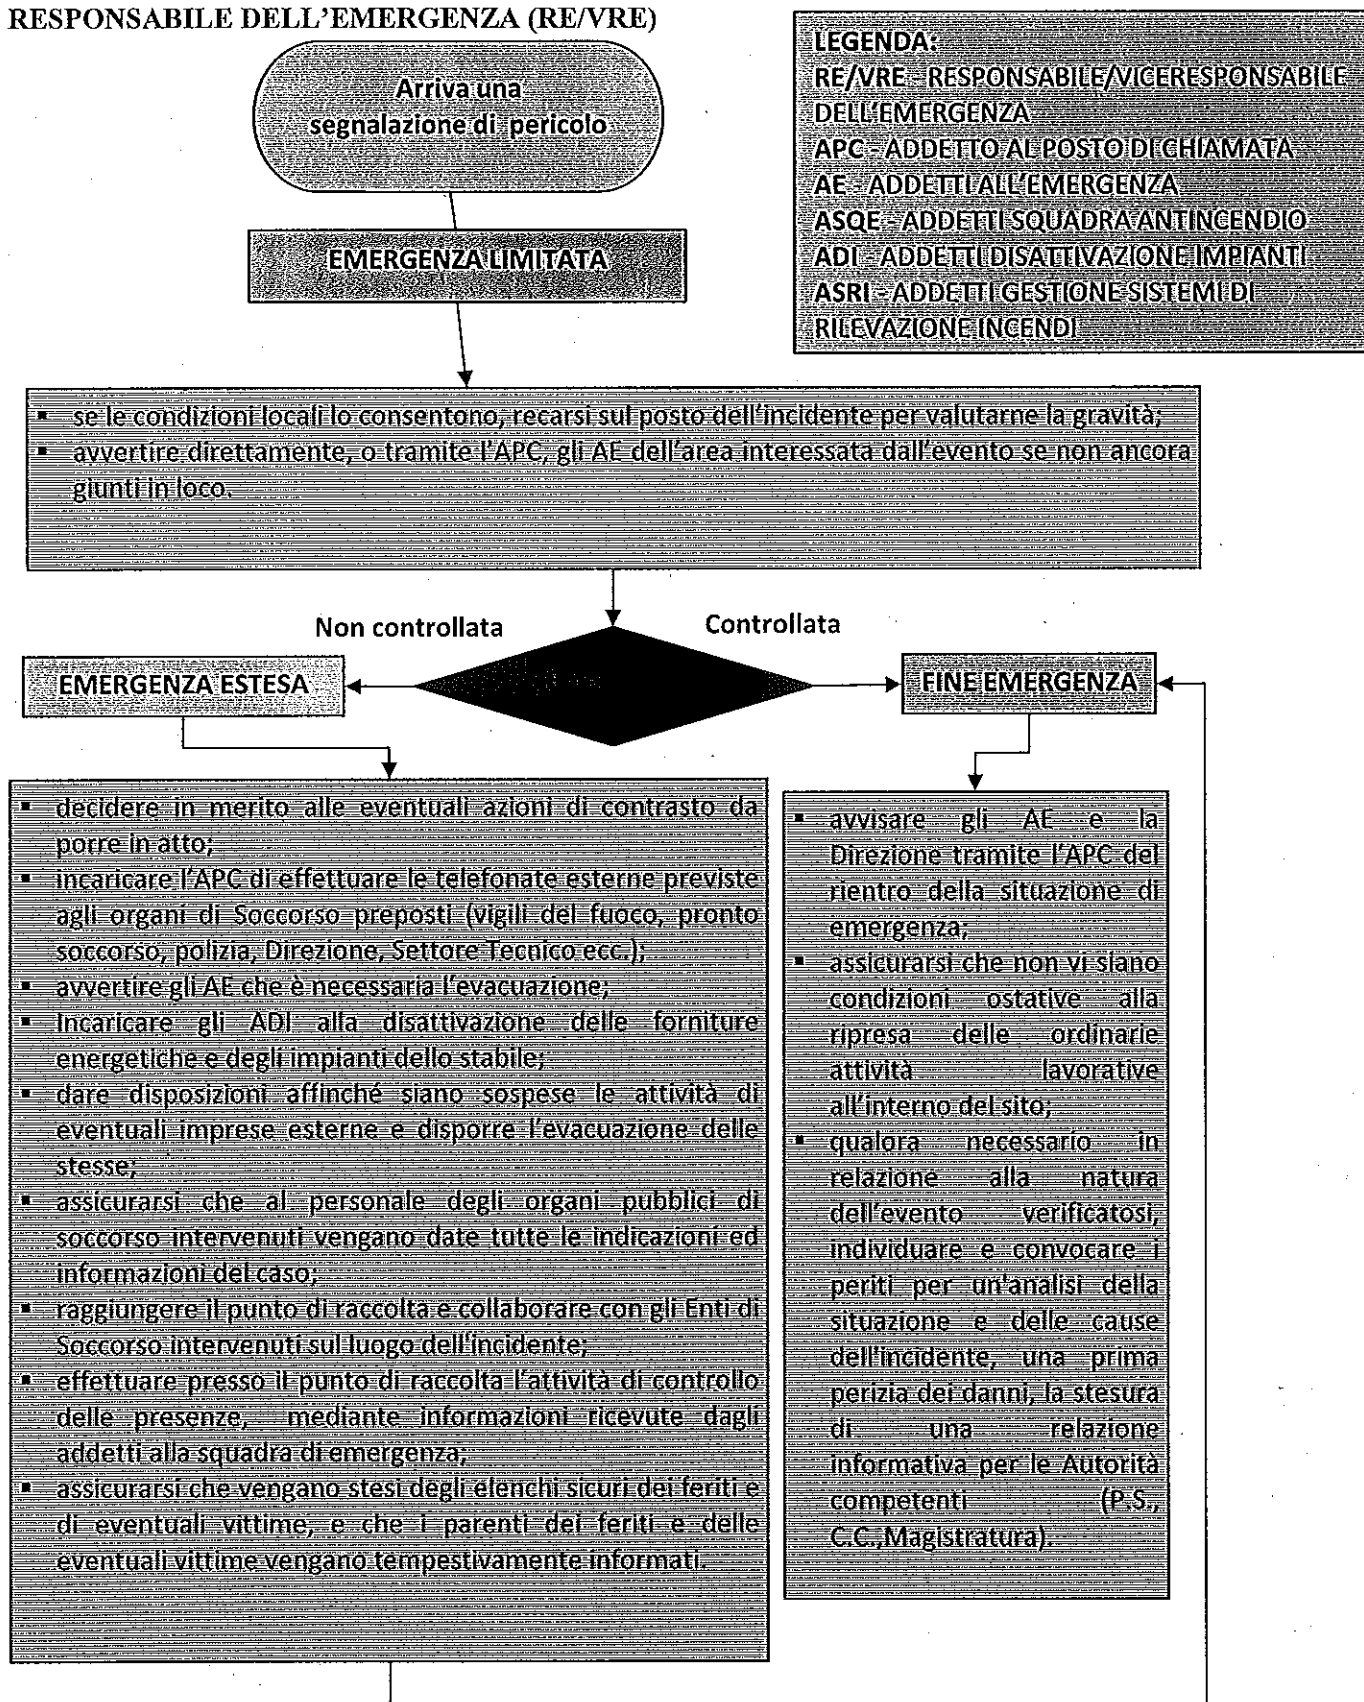 RESPONSABILE DELL'EMERGENZA (RE/VRE)
Arriva una
segnalazione di pericolo
LEGENDA:
RE/VRE - RESPONSABILE/VICERESPONSABILE
DELL'EMERGENZA
APC - ADDETTO AL POSTO DI CHIAMATA
AE - ADDETTI ALL'EMERGENZA
ASQE - ADDETTI SQUADRA ANTINCENDIO
ADI - ADDETTI DISATTIVAZIONE IMPIANTI
ASRI - ADDETTI GESTIONE SISTEMI DI
RILEVAZIONE INCENDI
EMERGENZA LIMITATA
▪ se le condizioni locali lo consentono, recarsi sul posto dell'incidente per valutarne la gravità;
▪ avvertire direttamente, o tramite l'APC, gli AE dell'area interessata dall'evento se non ancora
giunti in loco.
Non controllata
Controllata
EMERGENZA ESTESA
FINE EMERGENZA
▪ decidere in merito alle eventuali azioni di contrasto da
porre in atto;
▪ incaricare l'APC di effettuare le telefonate esterne previste
agli organi di Soccorso preposti (vigili del fuoco, pronto
soccorso, polizia, Direzione, Settore Tecnico ecc.);
▪ avvertire gli AE che è necessaria l'evacuazione;
▪ Incaricare gli ADI alla disattivazione delle forniture
energetiche e degli impianti dello stabile;
▪ dare disposizioni affinché siano sospese le attività di
eventuali imprese esterne e disporre l'evacuazione delle
stesse;
▪ assicurarsi che al personale degli organi pubblici di
soccorso intervenuti vengano date tutte le indicazioni ed
informazioni del caso;
▪ raggiungere il punto di raccolta e collaborare con gli Enti di
Soccorso intervenuti sul luogo dell'incidente;
▪ effettuare presso il punto di raccolta l'attività di controllo
delle presenze, mediante informazioni ricevute dagli
addetti alla squadra di emergenza;
▪ assicurarsi che vengano stesi degli elenchi sicuri dei feriti e
di eventuali vittime, e che i parenti dei feriti e delle
eventuali vittime vengano tempestivamente informati.
▪ avvisare gli AE e la
Direzione tramite l'APC del
rientro della situazione di
emergenza;
▪ assicurarsi che non vi siano
condizioni ostative alla
ripresa delle ordinarie
attività lavorative
all'interno del sito;
▪ qualora necessario in
relazione alla natura
dell'evento verificatosi,
individuare e convocare i
periti per un'analisi della
situazione e delle cause
dell'incidente, una prima
perizia dei danni, la stesura
di una relazione
informativa per le Autorità
competenti (P.S.,
C.C.,Magistratura).